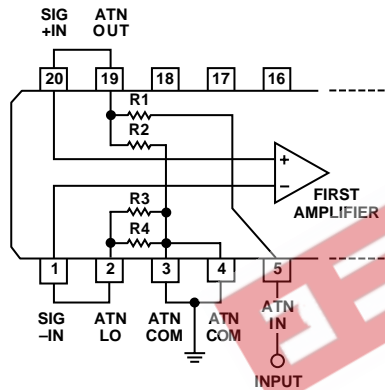 SIG ATN
+IN OUT
20 19 18 17 16
R1
R2
+
R3
−
FIRST
R4
AMPLIFIER
1 2 3 4 5
SIG ATN ATN ATN ATN
–IN LO COM COM IN
INPUT